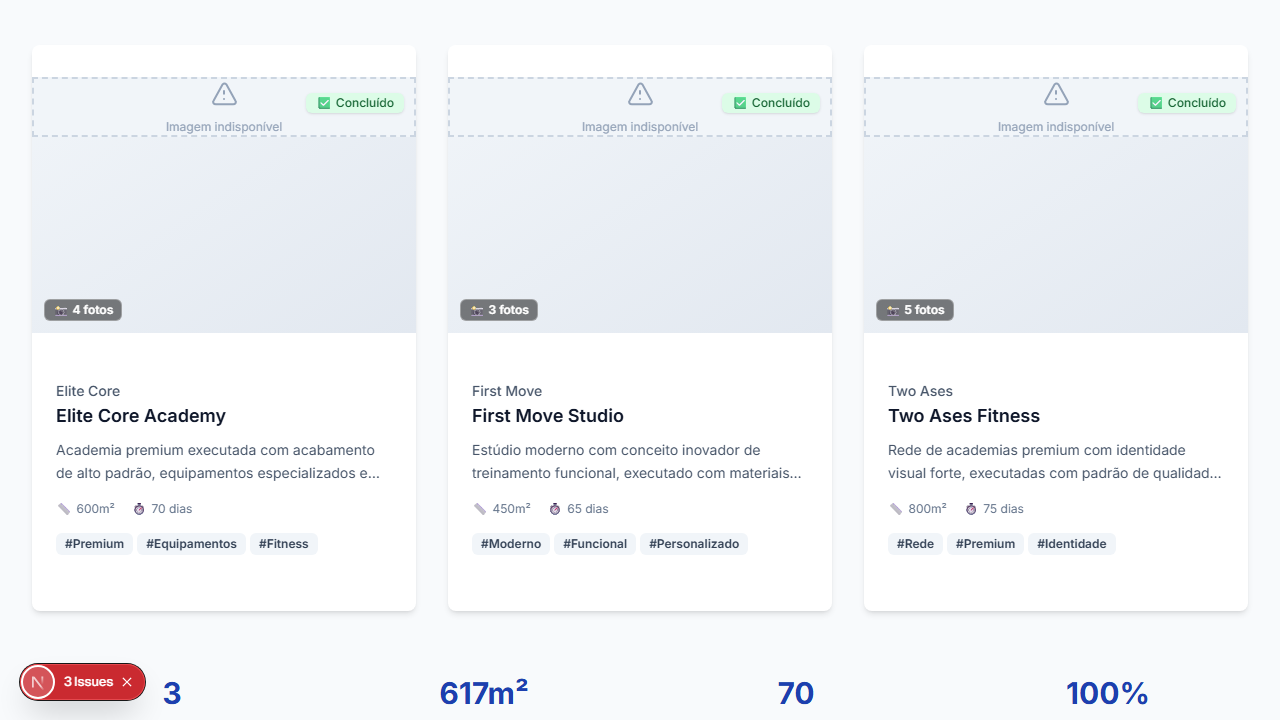 Concluído
Imagem indisponível
4 fotos
Elite Core
Elite Core Academy
Academia premium executada com acabamento
de alto padrão, equipamentos especializados e...
600m² 70 dias
#Premium #Equipamentos #Fitness
Concluído
Imagem indisponível
3 fotos
First Move
First Move Studio
Estúdio moderno com conceito inovador de
treinamento funcional, executado com materiais...
450m² 65 dias
#Moderno #Funcional #Personalizado
Concluído
Imagem indisponível
5 fotos
Two Ases
Two Ases Fitness
Rede de academias premium com identidade
visual forte, executadas com padrão de qualidad...
800m² 75 dias
#Rede #Premium #Identidade
N 3 Issues
3 617m² 70 100%